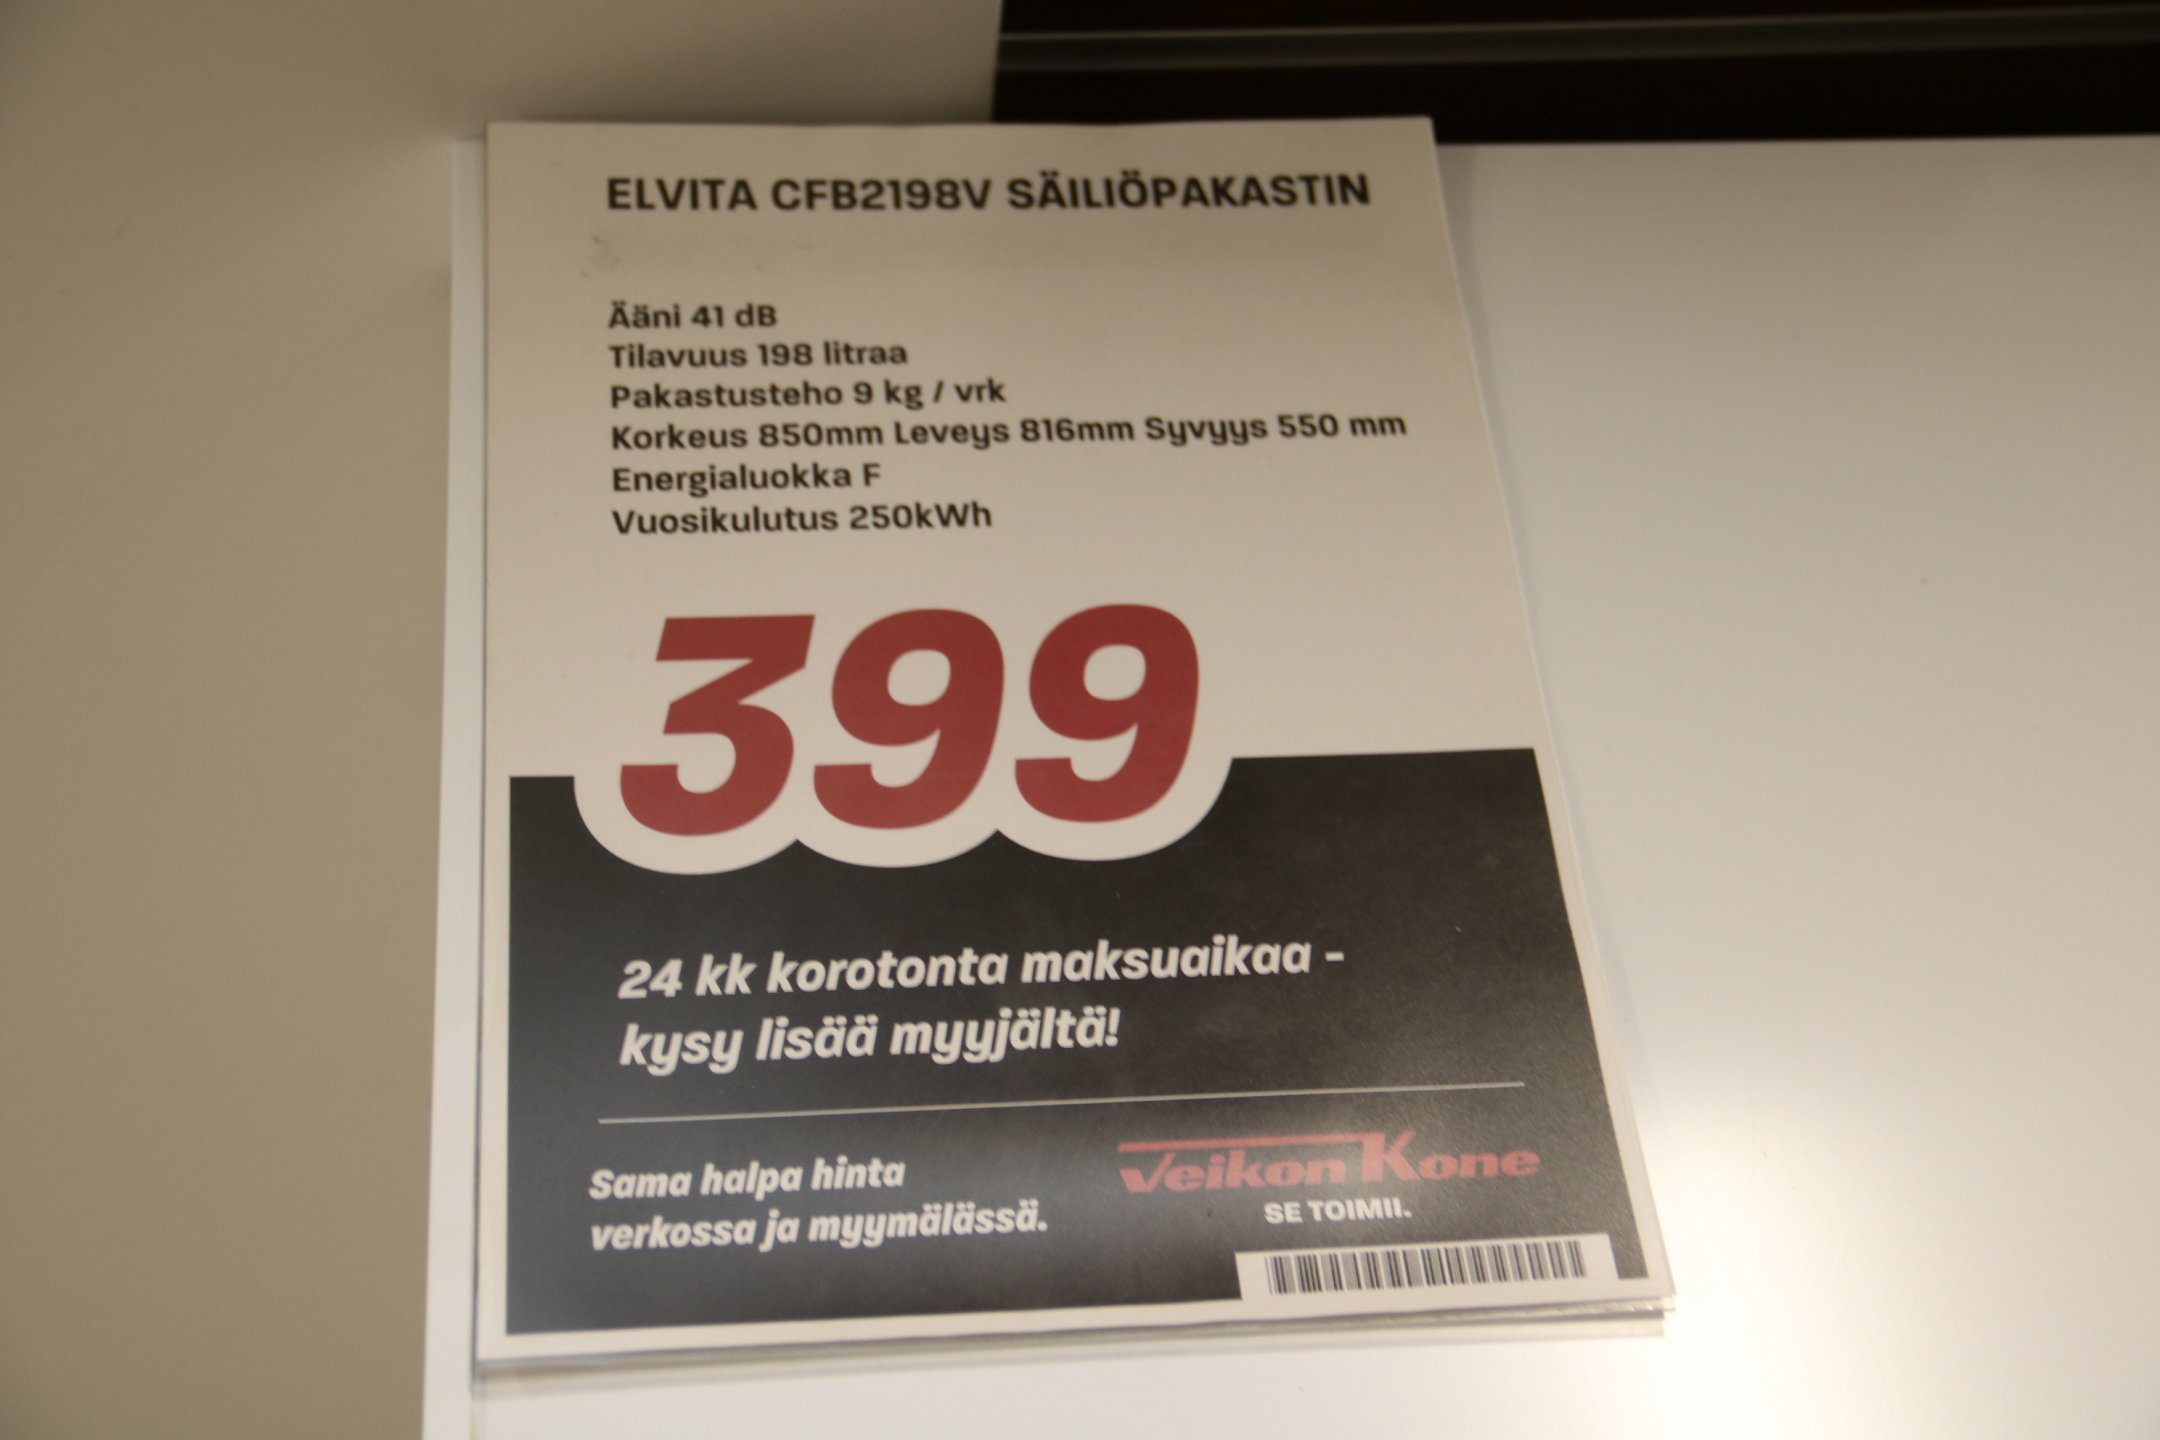 ELVITA CFB2198V SÄILIÖPAKASTIN
Ääni 41 dB
Tilavuus 198 litraa
Pakastusteho 9 kg / vrk
Korkeus 850mm Leveys 816mm Syvyys 550 mm
Energialuokka F
Vuosikulutus 250kWh
399
24 kk korotonta maksuaikaa -
kysy lisää myyjältä!
Sama halpa hinta
verkossa ja myymälässä.
Veikon Kone
SE TOIMII.